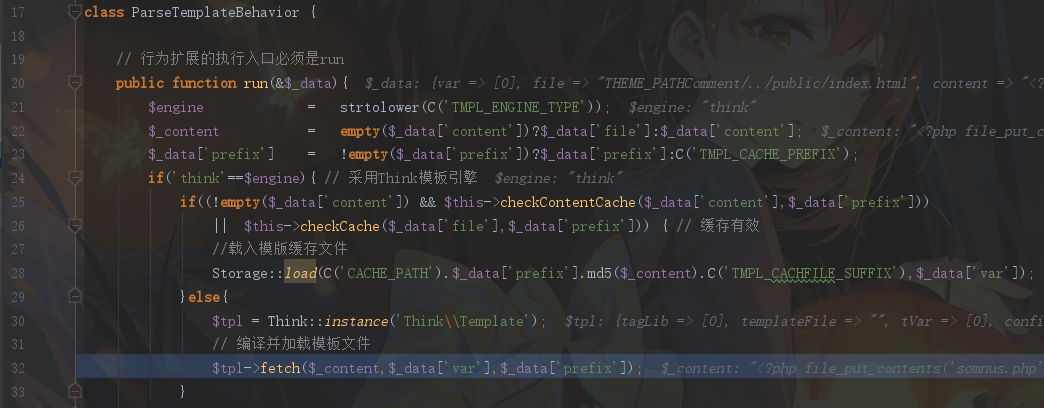 17 class ParseTemplateBehavior {
18
19 // 行为扩展的执行入口必须是run
20 public function run(&$_data){ $_data: {var => [0], file => "THEME_PATHComment/../public/index.html", content => "<?
21 $engine = strtolower(C('TMPL_ENGINE_TYPE')); $engine: "think"
22 $_content = empty($_data['content'])?$_data['file']:$_data['content']; $_content: "<?php file_put_c
23 $_data['prefix'] = !empty($_data['prefix'])?$_data['prefix']:C('TMPL_CACHE_PREFIX');
24 if('think'==$engine){ // 采用Think模板引擎 $engine: "think"
25 if((!empty($_data['content']) && $this->checkContentCache($_data['content'],$_data['prefix']))
26 || $this->checkCache($_data['file'],$_data['prefix'])) { // 缓存有效
27 //载入模版缓存文件
28 Storage::load(C('CACHE_PATH').$_data['prefix'].md5($_content).C('TMPL_CACHFILE_SUFFIX'),$_data['var']);
29 }else{
30 $tpl = Think::instance('Think\\Template'); $tpl: {tagLib => [0], templateFile => "", tVar => [0], confi
31 // 编译并加载模板文件
32 $tpl->fetch($_content,$_data['var'],$_data['prefix']); $_content: "<?php file_put_contents('somnus.php'
33 }